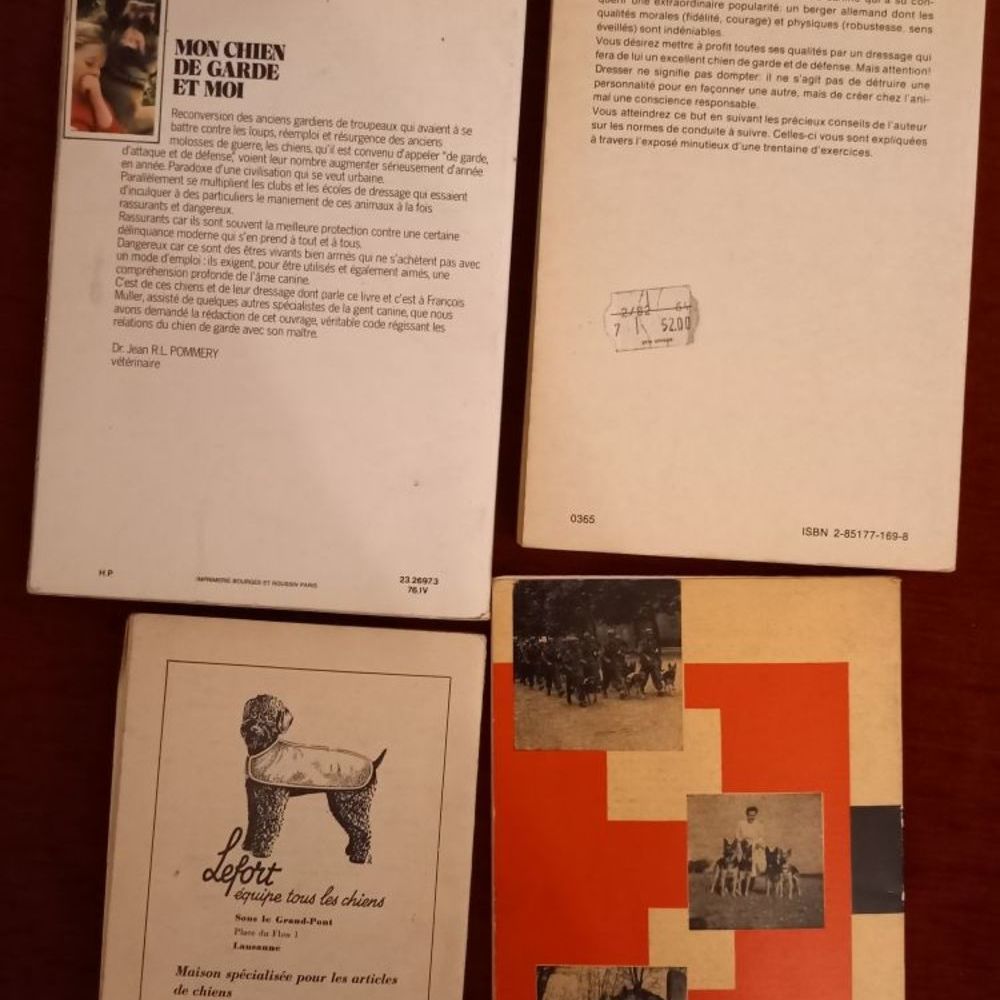 MON CHIEN
DE GARDE
ET MOI
Reconversion des anciens gardiens de troupeaux qui avaient à se
battre contre les loups, réemploi et résurgence des anciens
molosses de guerre, les chiens, qu'il est convenu d'appeler "de garde,
d'attaque et de défense", voient leur nombre augmenter sérieusement d'année
en année. Paradoxe d'une civilisation qui se veut urbaine.
Parallèlement se multiplient les clubs et les écoles de dressage qui essaient
d'inculquer à des particuliers le maniement de ces animaux à la fois
rassurants et dangereux.
Rassurants car ils sont souvent la meilleure protection contre une certaine
délinquance moderne qui s'en prend à tout et à tous.
Dangereux car ce sont des êtres vivants bien armés qui ne s'achètent pas avec
un mode d'emploi : ils exigent, pour être utilisés et également aimés, une
compréhension profonde de l'âme canine.
C'est de ces chiens et de leur dressage dont parle ce livre et c'est à François
Muller, assisté de quelques autres spécialistes de la gent canine, que nous
avons demandé la rédaction de cet ouvrage, véritable code régissant les
relations du chien de garde avec son maître.
Dr. Jean R.L. POMMERY
vétérinaire
H.P
IMPRIMERIE BOURGES ET ROUSSIN PARIS
23.2697.3
76.IV
quérir une extraordinaire popularité: un berger allemand dont les
qualités morales (fidélité, courage) et physiques (robustesse, sens
éveillés) sont indéniables.
Vous désirez mettre à profit toutes ses qualités par un dressage qui
fera de lui un excellent chien de garde et de défense. Mais attention!
Dresser ne signifie pas dompter: il ne s'agit pas de détruire une
personnalité pour en façonner une autre, mais de créer chez l'ani-
mal une conscience responsable.
Vous atteindrez ce but en suivant les précieux conseils de l'auteur
sur les normes de conduite à suivre. Celles-ci vous sont expliquées
à travers l'exposé minutieux d'une trentaine d'exercices.
2/82 64
7 52.00
0365
ISBN 2-85177-169-8
Lefort
équipe tous les chiens
Sous le Grand-Pont
Place du Flon 1
Lausanne
Maison spécialisée pour les articles
de chiens